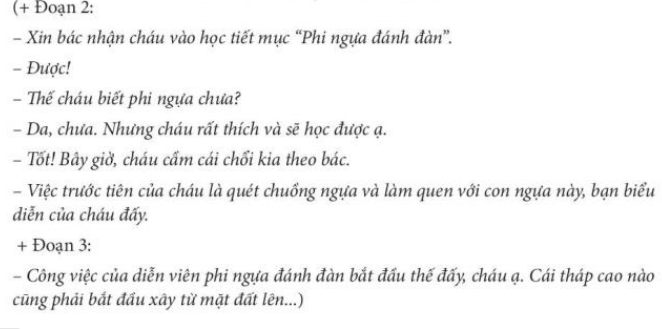 (+ Đoạn 2:
– Xin bác nhận cháu vào học tiết mục “Phi ngựa đánh đàn”.
– Được!
– Thế cháu biết phi ngựa chưa?
– Da, chưa. Nhưng cháu rất thích và sẽ học được ạ.
– Tốt! Bây giờ, cháu cầm cái chổi kia theo bác.
– Việc trước tiên của cháu là quét chuồng ngựa và làm quen với con ngựa này, bạn biểu
diễn của cháu đấy.
+ Đoạn 3:
– Công việc của diễn viên phi ngựa đánh đàn bắt đầu thế đấy, cháu ạ. Cái tháp cao nào
cũng phải bắt đầu xây từ mặt đất lên...)